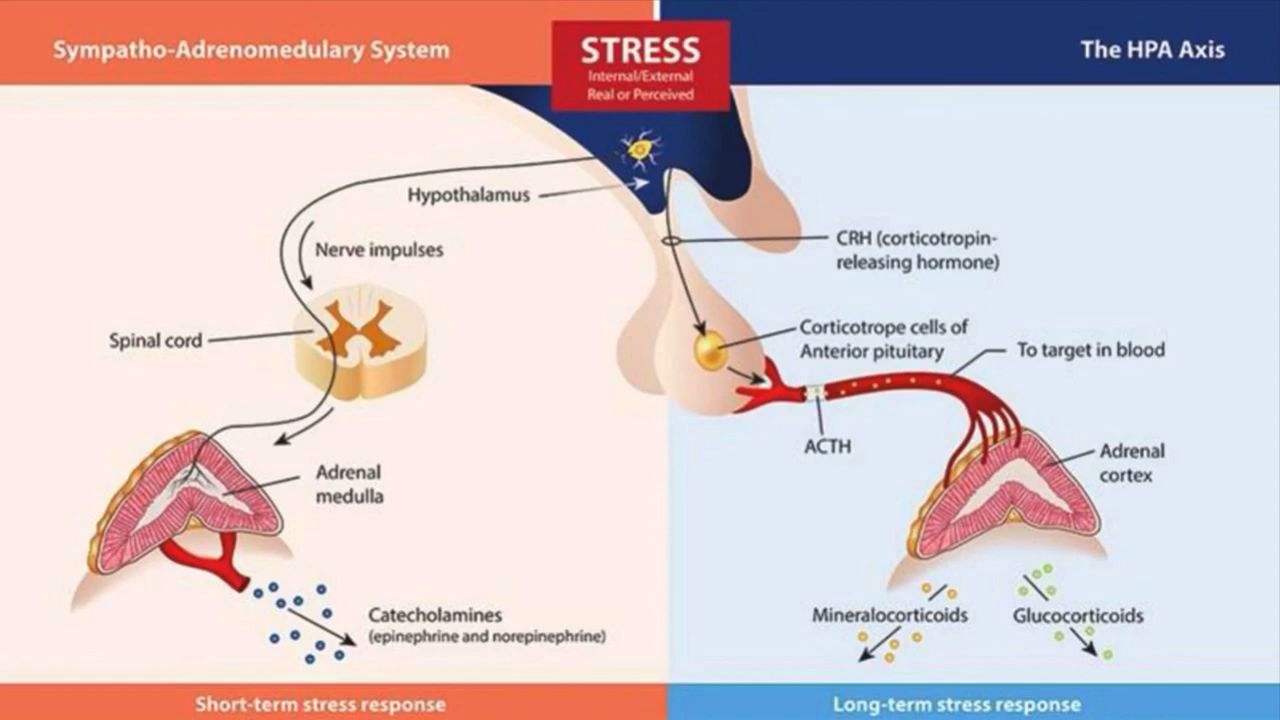 Sympatho-Adrenomedulary System
STRESS
Internal/External
Real or Perceived
The HPA Axis
Hypothalamus
Nerve impulses
Spinal cord
Adrenal
medulla
Catecholamines
(epinephrine and norepinephrine)
Short-term stress response
CRH (corticotropin-
releasing hormone)
Corticotrope cells of
Anterior pituitary
To target in blood
ACTH
Adrenal
cortex
Mineralocorticoids
Glucocorticoids
Long-term stress response